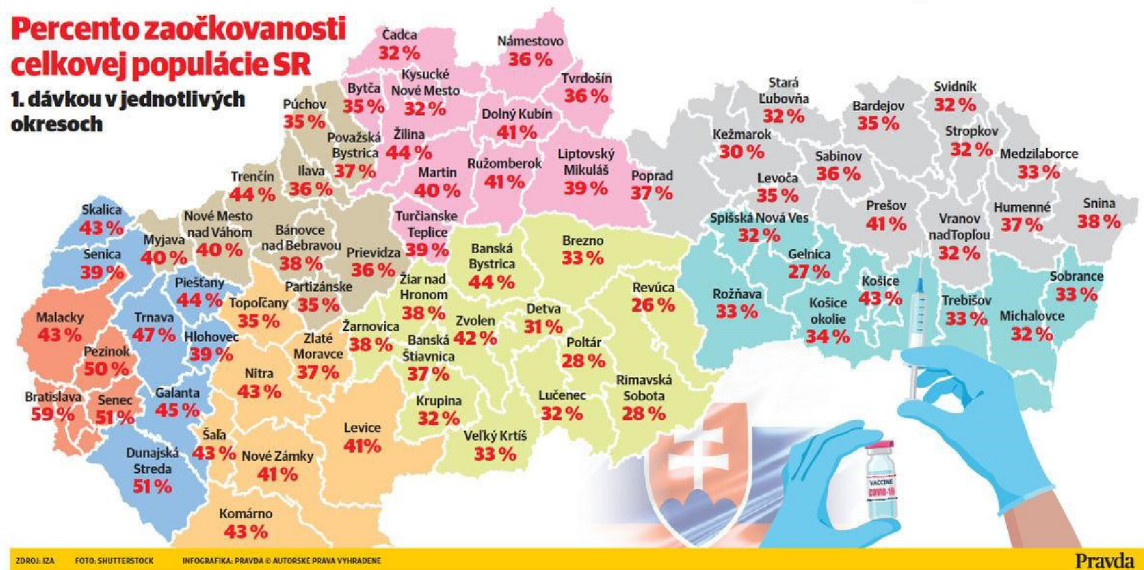 Percento zaočkovanosti
celkovej populácie SR
1. dávkou v jednotlivých
okresoch
Čadca
32 %
Námestovo
36 %
Kysucké
Nové Mesto
32 %
Tvrdošín
36 %
Bytča
35 %
Púchov
35 %
Považská
Bystrica
37 %
Žilina
44 %
Dolný Kubín
41 %
Ilava
36 %
Martin
40 %
Ružomberok
41 %
Liptovský
Mikuláš
39 %
Turčianske
Teplice
39 %
Trenčín
44 %
Nové Mesto
nad Váhom
40 %
Myjava
40 %
Bánovce
nad Bebravou
38 %
Prievidza
36 %
Partizánske
35 %
Skalica
43 %
Senica
39 %
Piešťany
44 %
Trnava
47 %
Hlohovec
39 %
Galanta
45 %
Dunajská
Streda
51 %
Malacky
43 %
Pezinok
50 %
Bratislava
59 %
Senec
51 %
Topoľčany
35 %
Zlaté
Moravce
37 %
Nitra
43 %
Šaľa
43 %
Nové Zámky
41 %
Levice
41%
Komárno
43 %
Banská
Bystrica
44 %
Brezno
33 %
Žiar nad
Hronom
38 %
Žarnovica
38 %
Banská
Štiavnica
37 %
Zvolen
42 %
Detva
31 %
Revúca
26 %
Poltár
28 %
Krupina
32 %
Veľký Krtíš
33 %
Lučenec
32 %
Rimavská
Sobota
28 %
Poprad
37 %
Kežmarok
30 %
Stará
Ľubovňa
32 %
Levoča
35 %
Sabinov
36 %
Bardejov
35 %
Svidník
32 %
Stropkov
32 %
Medzilaborce
33 %
Prešov
41 %
Vranov
nadTopľou
32 %
Humenné
37 %
Snina
38 %
Spišská Nová Ves
32 %
Gelnica
27 %
Rožňava
33 %
Košice
43 %
Košice
okolie
34 %
Trebišov
33 %
Michalovce
32 %
Sobrance
33 %
VACCINE
COVID-19
ZDROJ: IZA FOTO: SHUTTERSTOCK INFOGRAFIKA: PRAVDA © AUTORSKE PRAVA VYHRADENE
Pravda